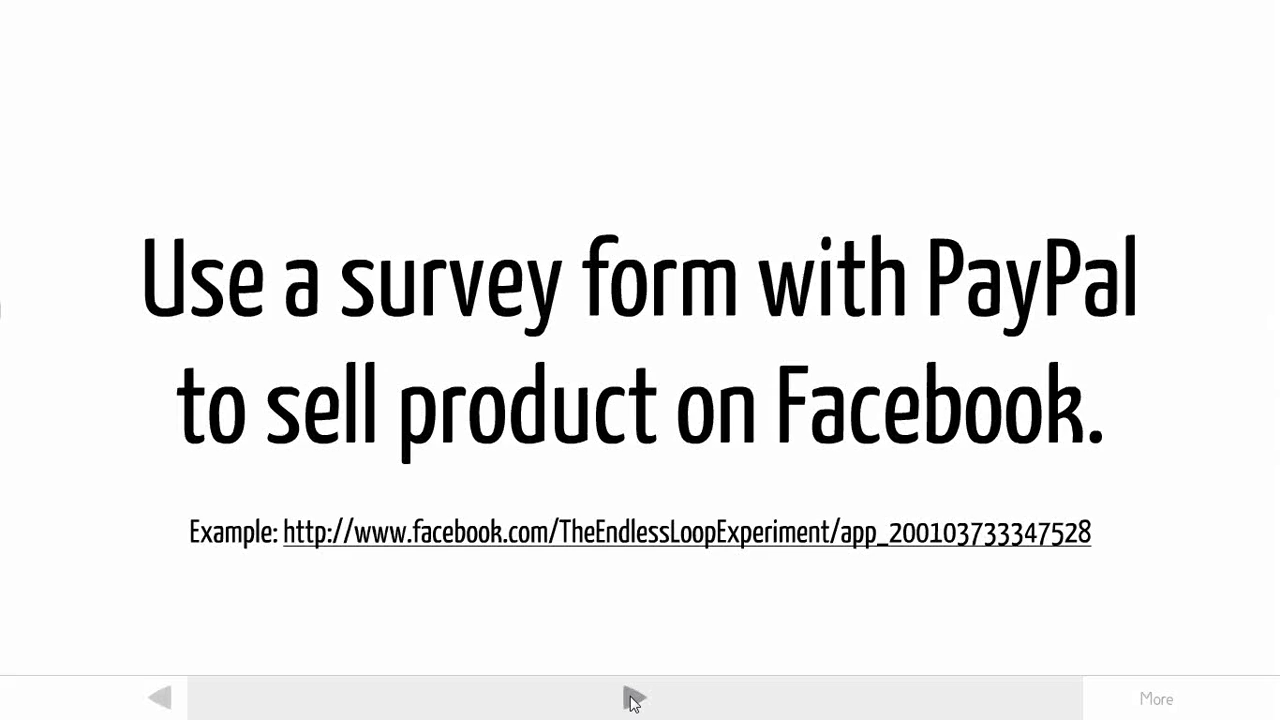 Use a survey form with PayPal
to sell product on Facebook.
Example: http://www.facebook.com/TheEndlessLoopExperiment/app_200103733347528
More